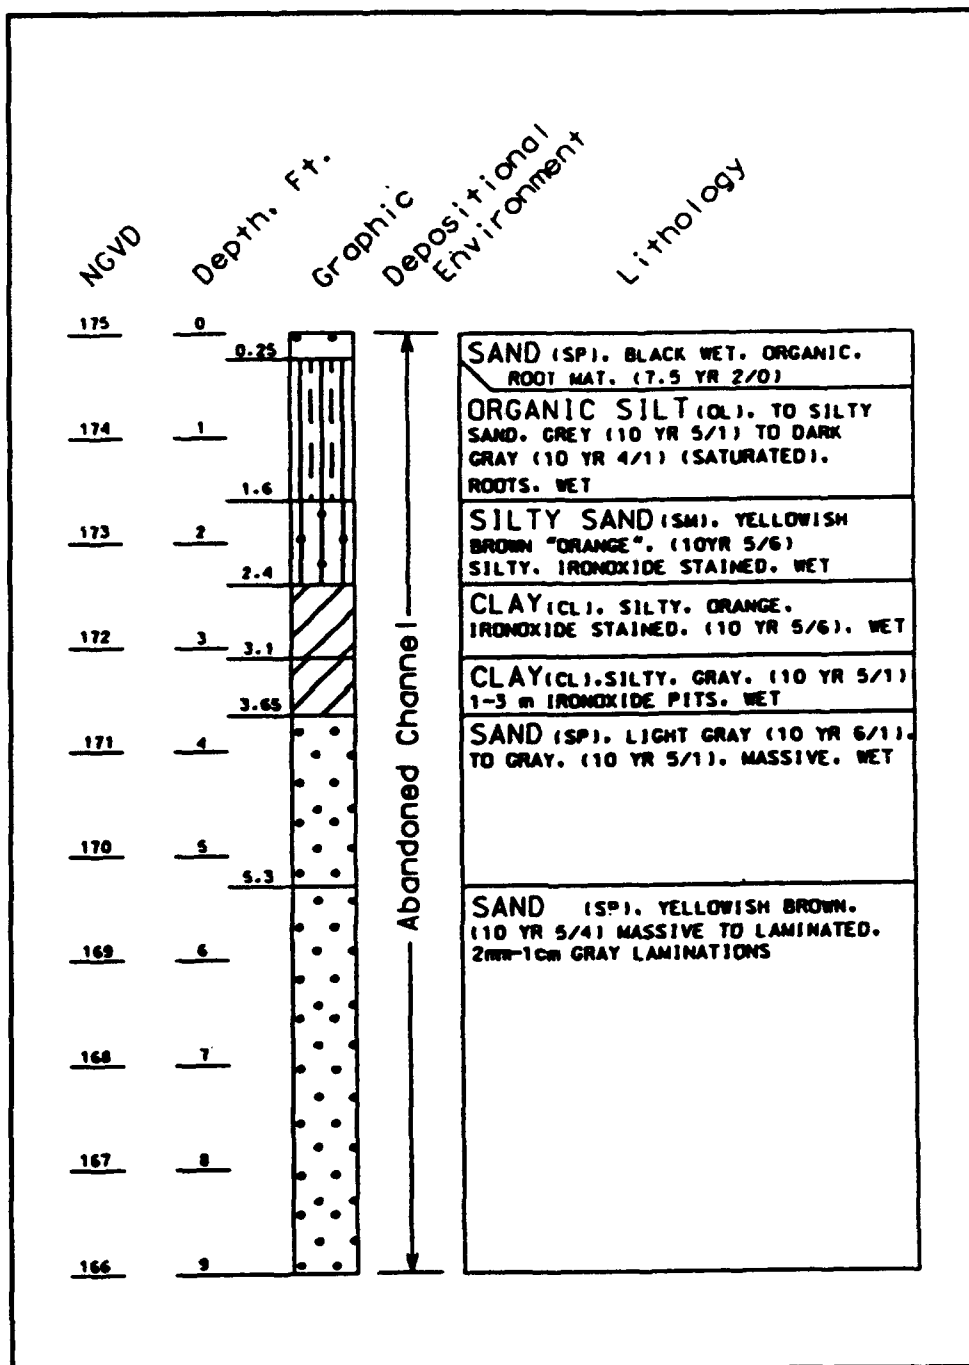 NGVD
Depth. Ft.
Graphic
Depositional
Environment
Lithology
175 0
0.25
SAND (SP). BLACK WET. ORGANIC.
ROOT MAT. (7.5 YR 2/0)
ORGANIC SILT (OL). TO SILTY
174 1
SAND. GREY (10 YR 5/1) TO DARK
GRAY (10 YR 4/1) (SATURATED).
ROOTS. WET
1.6
SILTY SAND (SM). YELLOWISH
173 2
BROWN "ORANGE". (10YR 5/6)
SILTY. IRONOXIDE STAINED. WET
2.4
CLAY (CL). SILTY. ORANGE.
IRONOXIDE STAINED. (10 YR 5/6). WET
172 3
3.1
CLAY (CL). SILTY. GRAY. (10 YR 5/1)
1-3 m IRONOXIDE PITS. WET
3.65
SAND (SP). LIGHT GRAY (10 YR 6/1).
171 4
TO GRAY. (10 YR 5/1). MASSIVE. WET
170 5
5.3
SAND (SP). YELLOWISH BROWN.
(10 YR 5/4) MASSIVE TO LAMINATED.
2mm-1cm GRAY LAMINATIONS
169 6
168 7
167 8
166 9
Abandoned Channel